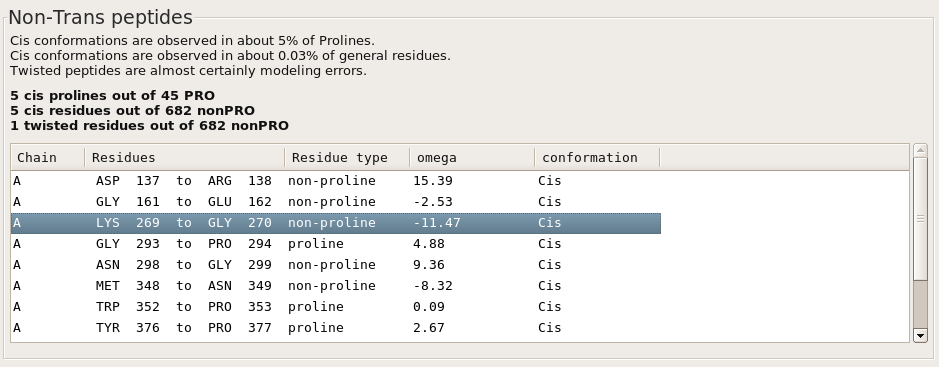 Non-Trans peptides
Cis conformations are observed in about 5% of Prolines.
Cis conformations are observed in about 0.03% of general residues.
Twisted peptides are almost certainly modeling errors.
5 cis prolines out of 45 PRO
5 cis residues out of 682 nonPRO
1 twisted residues out of 682 nonPRO
Chain Residues Residue type omega conformation
A ASP 137 to ARG 138 non-proline 15.39 Cis
A GLY 161 to GLU 162 non-proline -2.53 Cis
A LYS 269 to GLY 270 non-proline -11.47 Cis
A GLY 293 to PRO 294 proline 4.88 Cis
A ASN 298 to GLY 299 non-proline 9.36 Cis
A MET 348 to ASN 349 non-proline -8.32 Cis
A TRP 352 to PRO 353 proline 0.09 Cis
A TYR 376 to PRO 377 proline 2.67 Cis